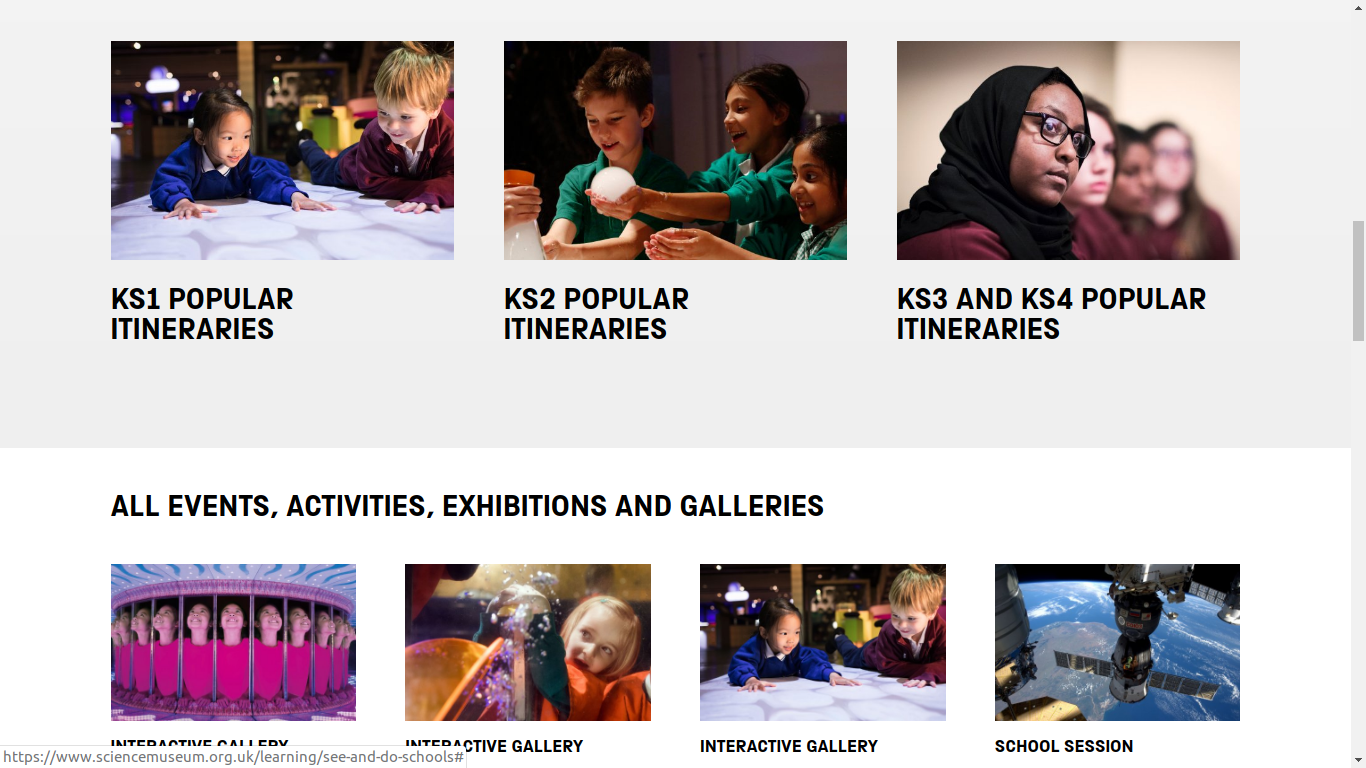 KS1 POPULAR
ITINERARIES
KS2 POPULAR
ITINERARIES
KS3 AND KS4 POPULAR
ITINERARIES
ALL EVENTS, ACTIVITIES, EXHIBITIONS AND GALLERIES
INTERACTIVE GALLERY
INTERACTIVE GALLERY
INTERACTIVE GALLERY
SCHOOL SESSION
https://www.sciencemuseum.org.uk/learning/see-and-do-schools#